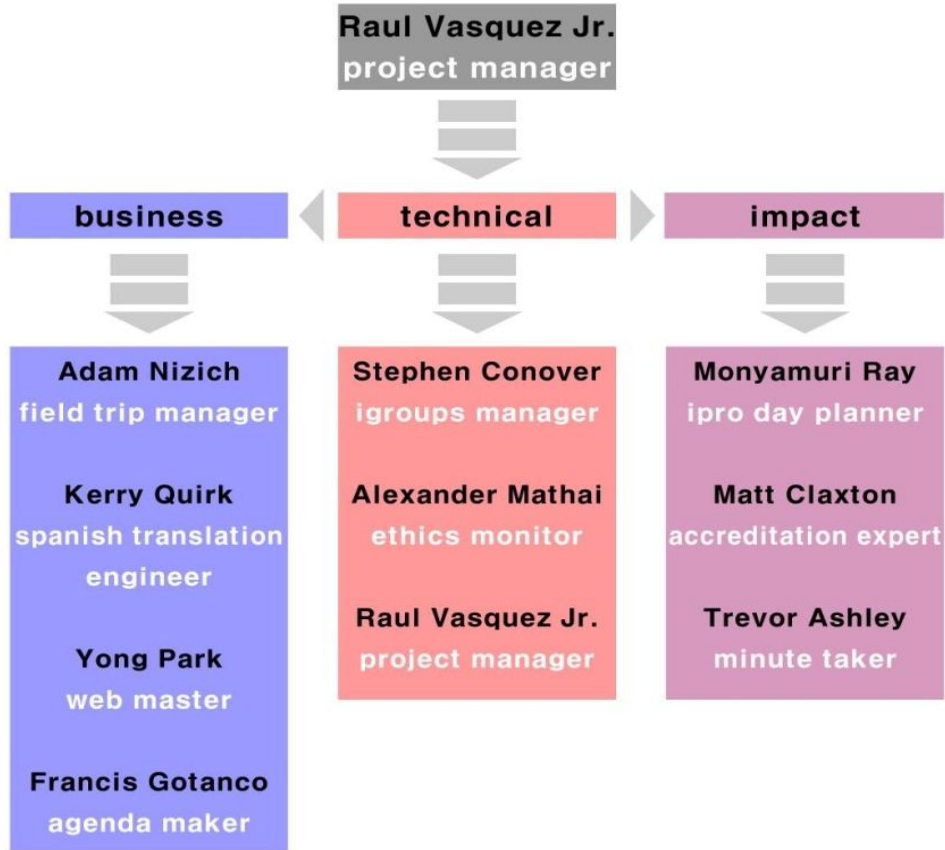 Raul Vasquez Jr.
project manager
business
technical
impact
Adam Nizich
field trip manager
Kerry Quirk
spanish translation
engineer
Yong Park
web master
Francis Gotanco
agenda maker
Stephen Conover
igroups manager
Alexander Mathai
ethics monitor
Raul Vasquez Jr.
project manager
Monyamuri Ray
ipro day planner
Matt Claxton
accreditation expert
Trevor Ashley
minute taker